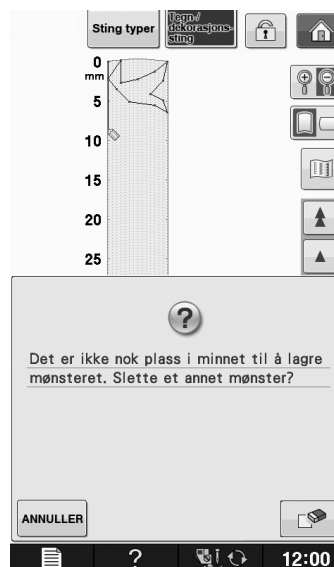 Sting typer
Tegn-/
dekorasjons-
sting
0
mm
5
10
15
20
25
Det er ikke nok plass i minnet til å lagre
mønsteret. Slette et annet mønster?
ANNULLER
?
12:00